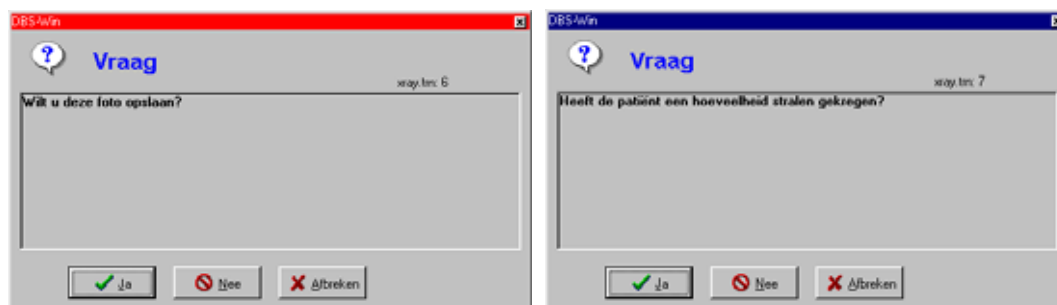 DBS-Win
Vraag
xray.tm: 6
Wilt u deze foto opslaan?
Ja
Nee
Afbreken
DBS-Win
Vraag
xray.tm: 7
Heeft de patiënt een hoeveelheid stralen gekregen?
Ja
Nee
Afbreken